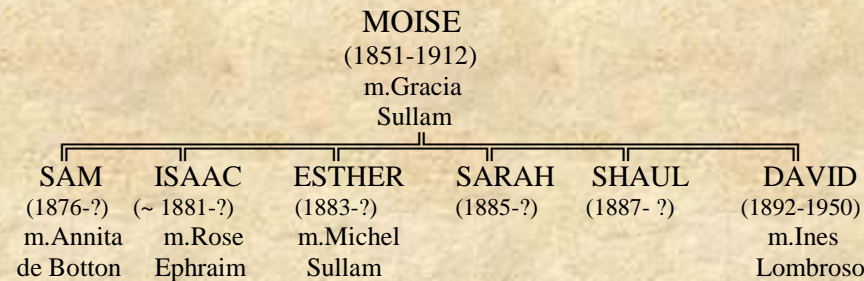 MOISE
(1851-1912)
m.Gracia
Sullam
SAM ISAAC ESTHER SARAH SHAUL DAVID
(1876-?) (~ 1881-?) (1883-?) (1885-?) (1887- ?) (1892-1950)
m.Annita m.Rose m.Michel m.Ines
de Botton Ephraim Sullam Lombroso